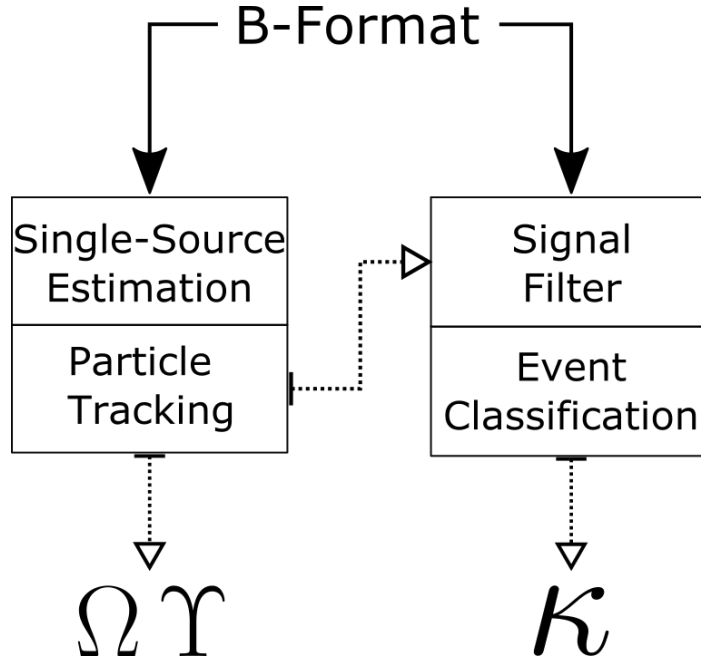 B-Format
Single-Source
Estimation
Particle
Tracking
Signal
Filter
Event
Classification
Ω ϒ
κ